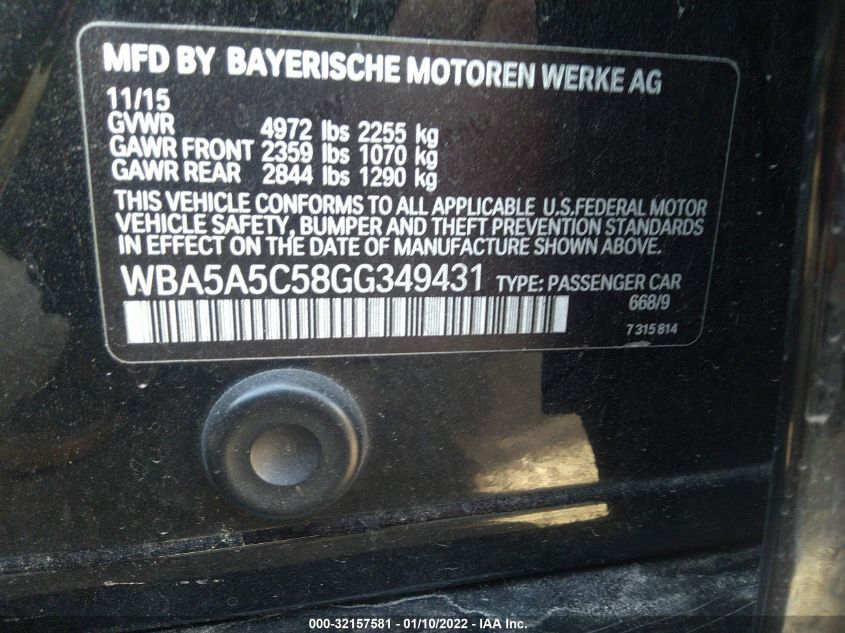 MFD BY BAYERISCHE MOTOREN WERKE AG
11/15
GVWR 4972 lbs 2255 kg
GAWR FRONT 2359 lbs 1070 kg
GAWR REAR 2844 lbs 1290 kg
THIS VEHICLE CONFORMS TO ALL APPLICABLE U.S.FEDERAL MOTOR
VEHICLE SAFETY, BUMPER AND THEFT PREVENTION STANDARDS
IN EFFECT ON THE DATE OF MANUFACTURE SHOWN ABOVE.
WBA5A5C58GG349431 TYPE: PASSENGER CAR
668/9
7 315 814
000-32157581 - 01/10/2022 - IAA Inc.